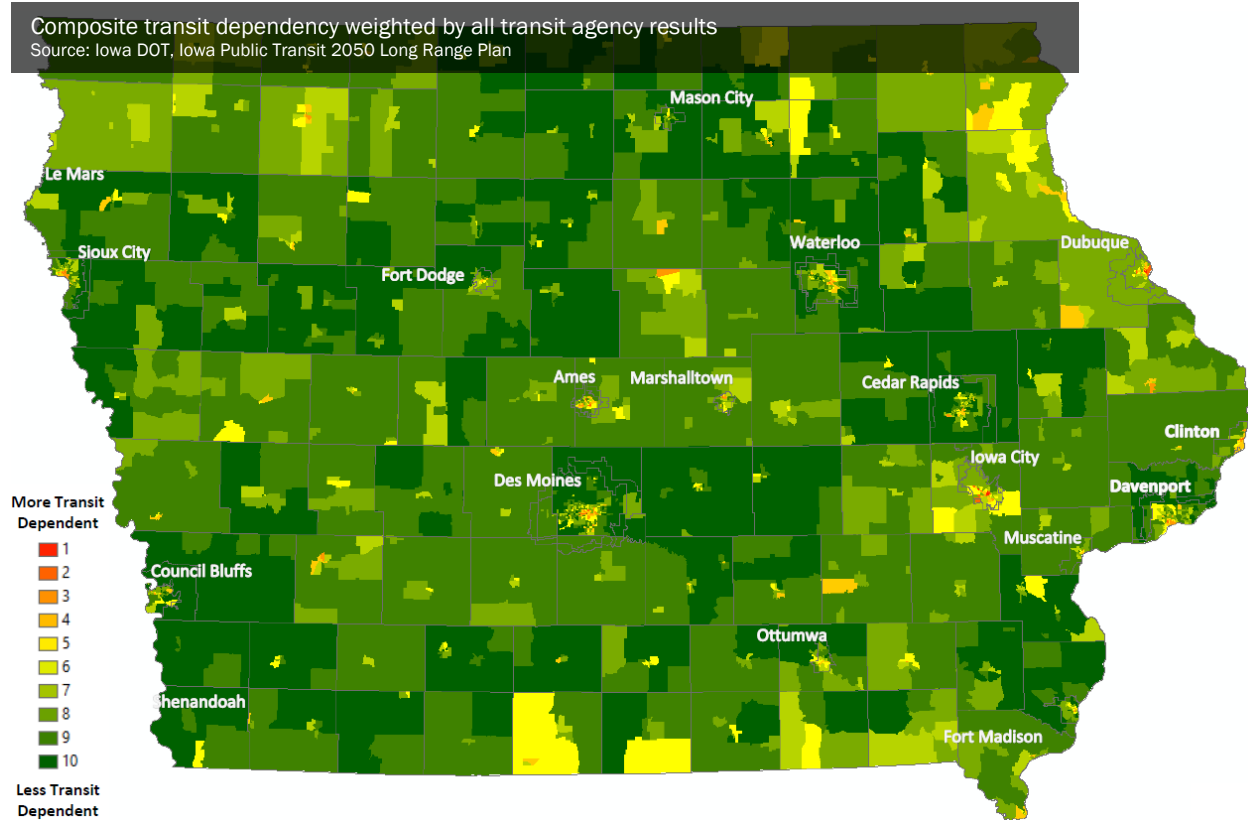 Composite transit dependency weighted by all transit agency results
Source: Iowa DOT, Iowa Public Transit 2050 Long Range Plan
Mason City
Le Mars
Sioux City
Waterloo
Dubuque
Fort Dodge
Ames
Marshalltown
Cedar Rapids
Clinton
Iowa City
Des Moines
Davenport
More Transit
Dependent
1
2
3
4
5
6
7
8
9
10
Less Transit
Dependent
Muscatine
Council Bluffs
Ottumwa
Shenandoah
Fort Madison